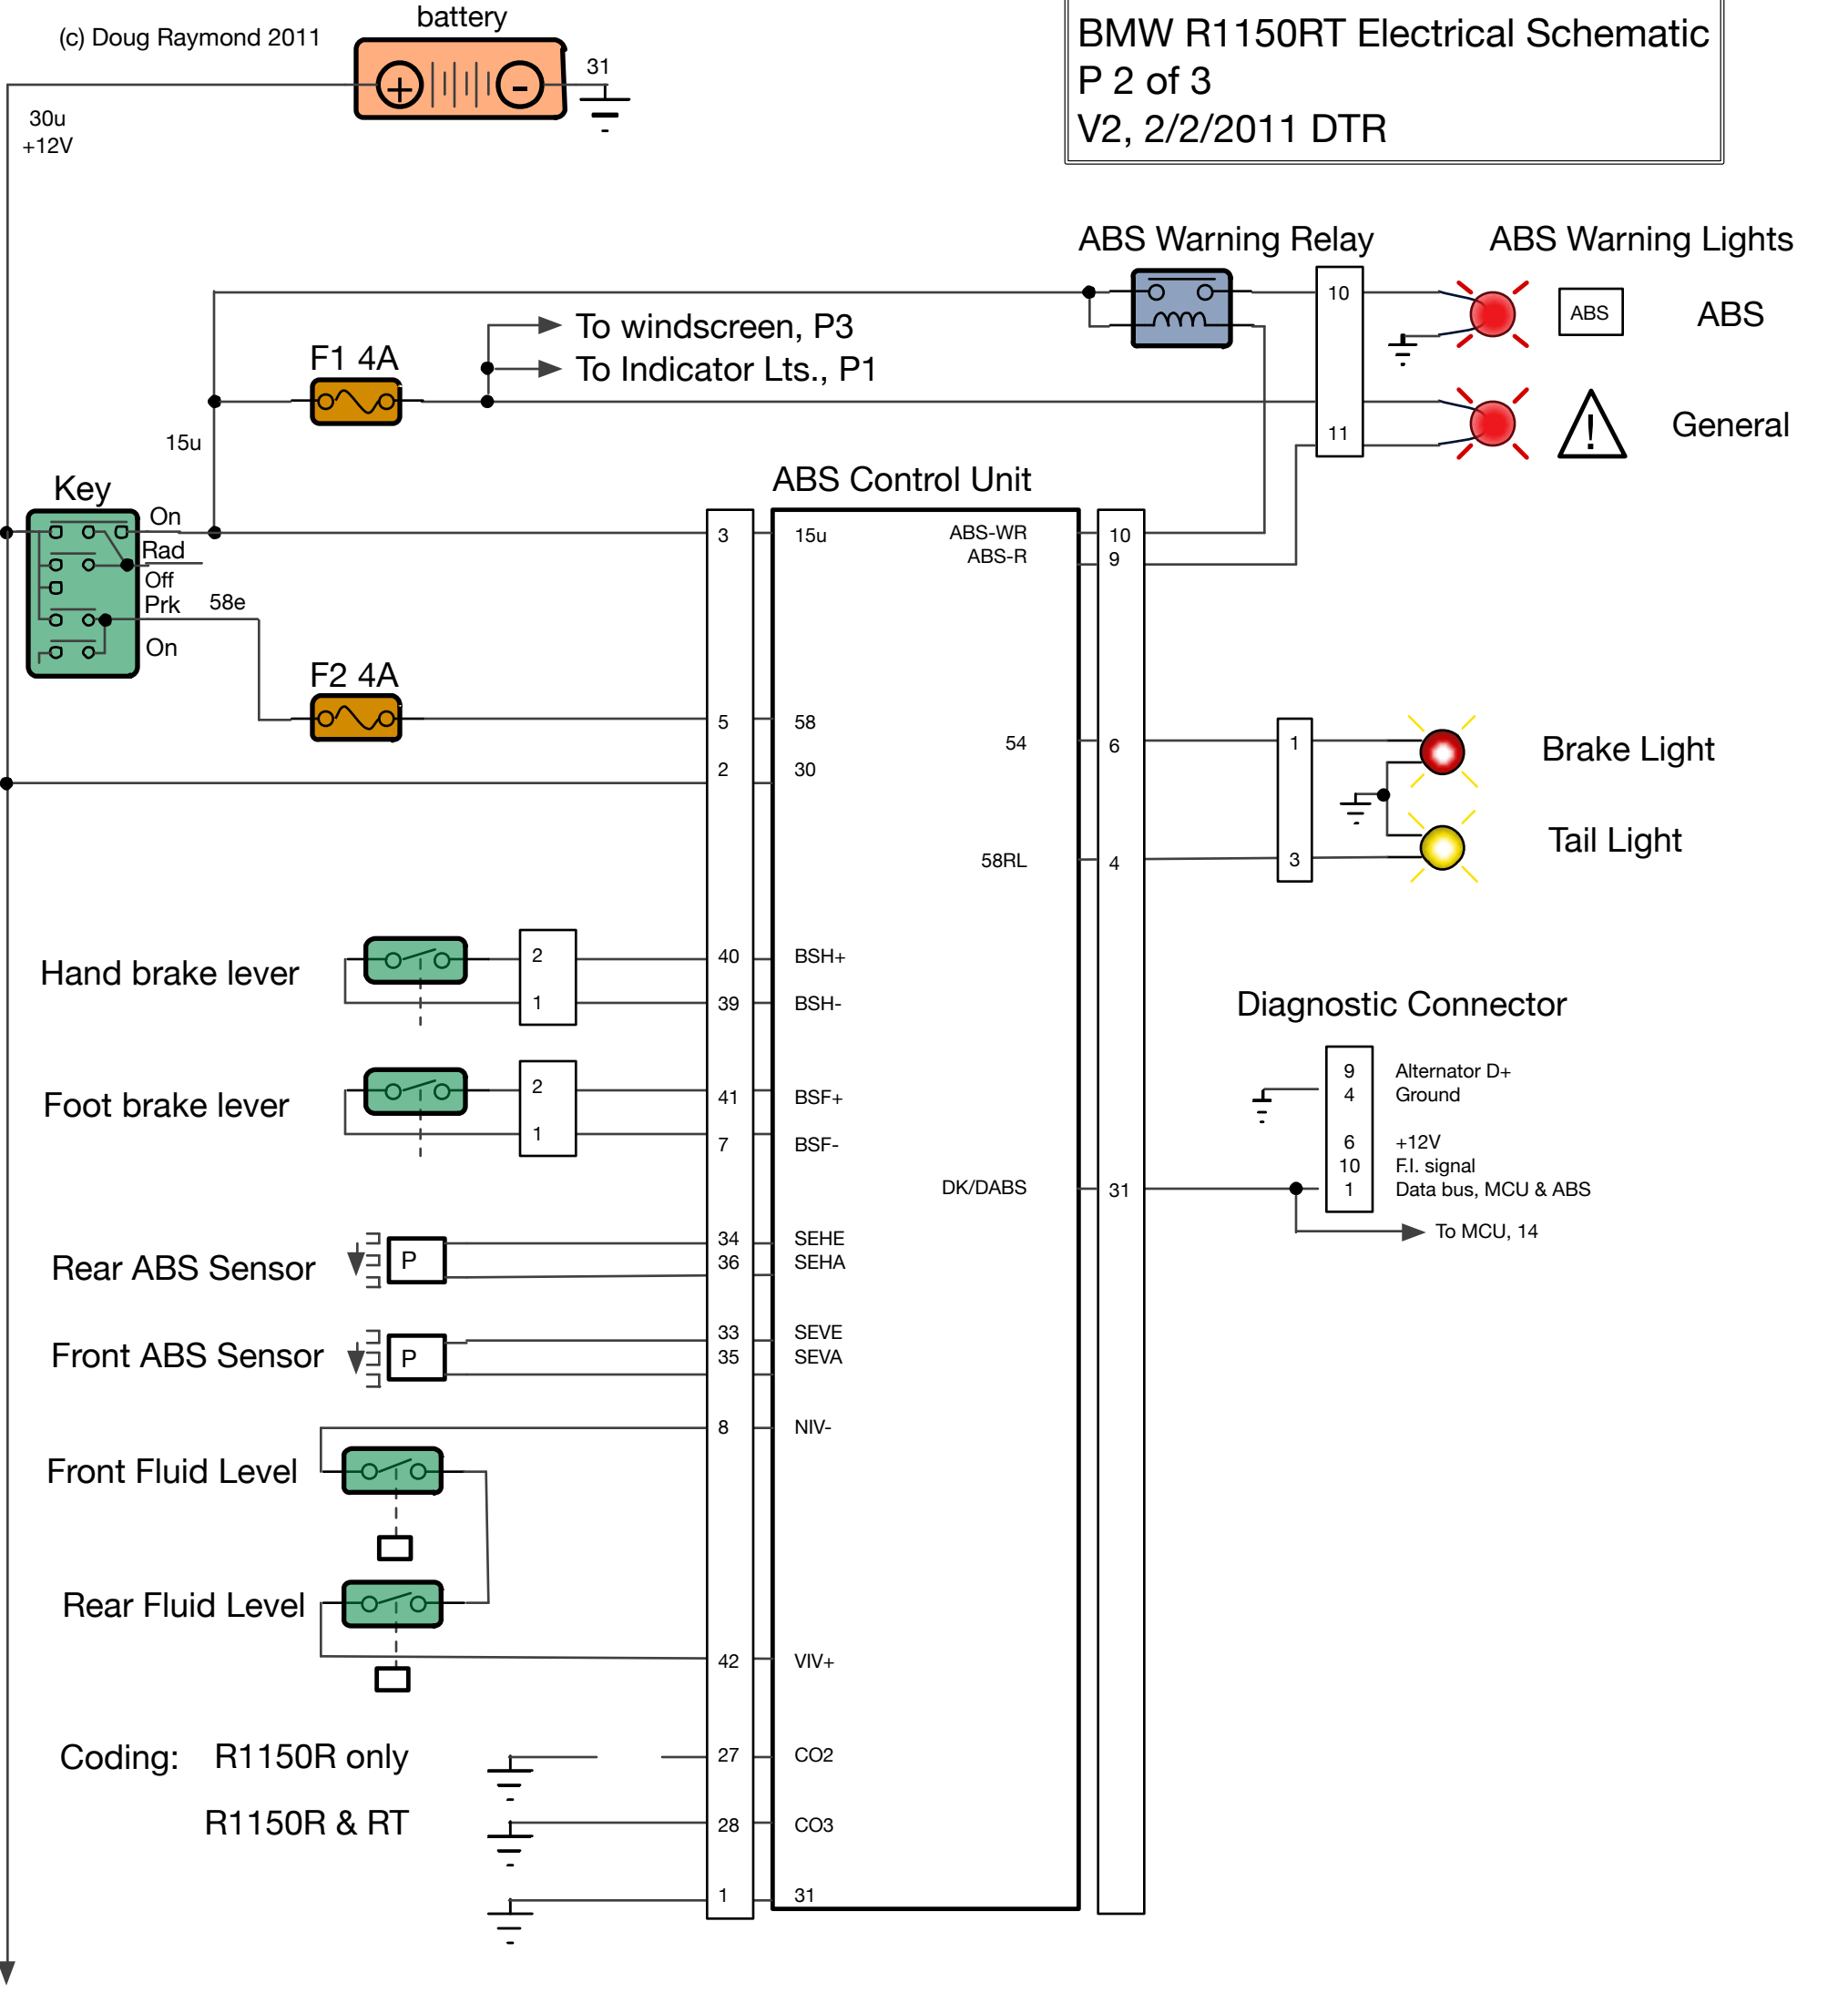 (c) Doug Raymond 2011
battery
+
-
31
30u
+12V
BMW R1150RT Electrical Schematic
P 2 of 3
V2, 2/2/2011 DTR
ABS Warning Relay
ABS Warning Lights
10
ABS
ABS
To windscreen, P3
To Indicator Lts., P1
F1 4A
11
!
General
15u
Key
On
Rad
Off
Prk
On
58e
F2 4A
ABS Control Unit
3
15u
ABS-WR
10
ABS-R
9
5
58
2
30
54
6
1
Brake Light
58RL
4
3
Tail Light
Hand brake lever
2
1
40
BSH+
39
BSH-
Foot brake lever
2
1
41
BSF+
7
BSF-
Diagnostic Connector
9 Alternator D+
4 Ground
6 +12V
10 F.I. signal
1 Data bus, MCU & ABS
DK/DABS
31
To MCU, 14
Rear ABS Sensor
P
34
SEHE
36
SEHA
Front ABS Sensor
P
33
SEVE
35
SEVA
8
NIV-
Front Fluid Level
Rear Fluid Level
42
VIV+
Coding:
R1150R only
27
CO2
R1150R & RT
28
CO3
1
31